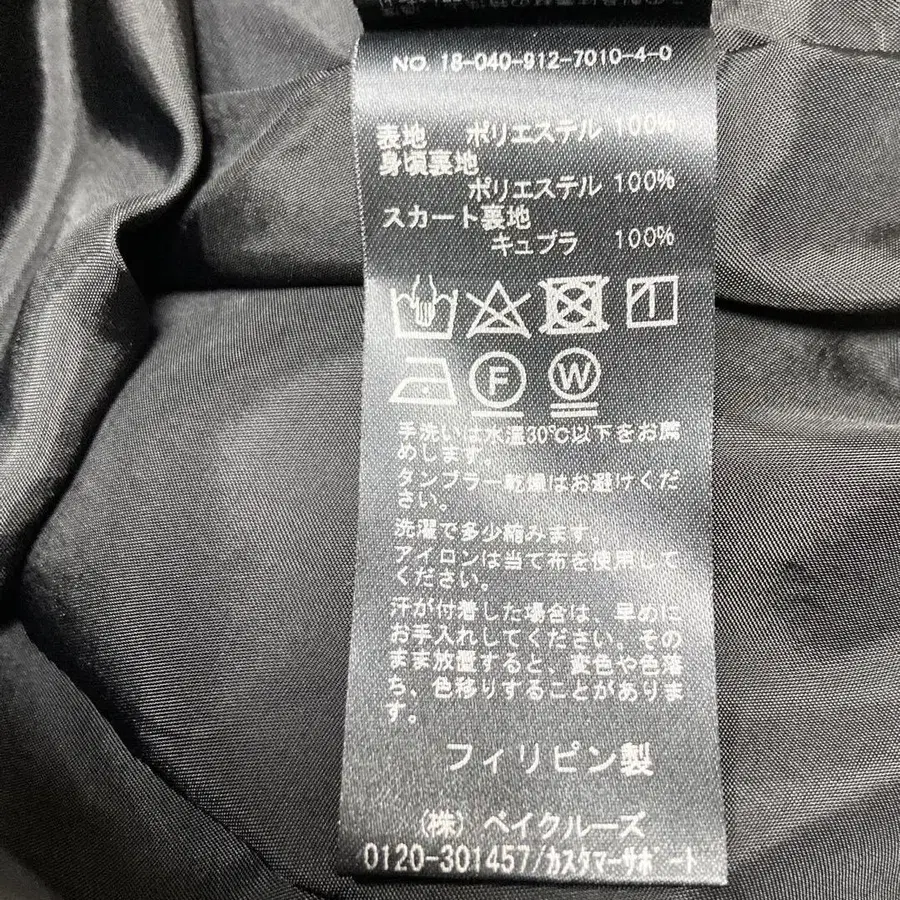 NO. 18-040-912-7010-4-0
表地 ポリエステル 100%
身頃裏地
ポリエステル 100%
スカート裏地
キュプラ 100%
F W
手洗いは水温30℃以下をお薦
めします。
タンブラー乾燥はお避けくだ
さい。
洗濯で多少縮みます。
アイロンは当て布を使用して
ください。
汗が付着した場合は、早めに
お手入れしてください。その
まま放置すると、変色や色落
ち、色移りすることがありま
す。
フィリピン製
(株) ベイクルーズ
0120-301457/カスタマーサポート